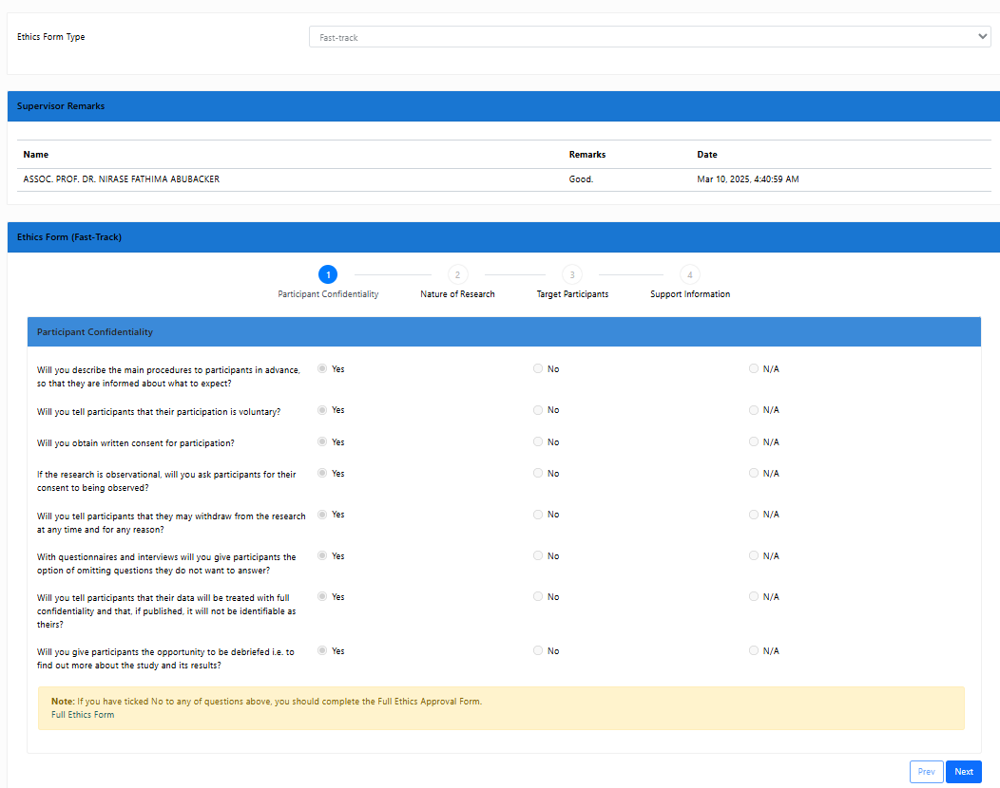 Ethics Form Type
Fast-track
Supervisor Remarks
Name Remarks Date
ASSOC. PROF. DR. NIRASE FATHIMA ABUBACKER Good. Mar 10, 2025, 4:40:59 AM
Ethics Form (Fast-Track)
1 2 3 4
Participant Confidentiality Nature of Research Target Participants Support Information
Participant Confidentiality
Will you describe the main procedures to participants in advance, Yes No N/A
so that they are informed about what to expect?
Will you tell participants that their participation is voluntary? Yes No N/A
Will you obtain written consent for participation? Yes No N/A
If the research is observational, will you ask participants for their Yes No N/A
consent to being observed?
Will you tell participants that they may withdraw from the research Yes No N/A
at any time and for any reason?
With questionnaires and interviews will you give participants the Yes No N/A
option of omitting questions they do not want to answer?
Will you tell participants that their data will be treated with full Yes No N/A
confidentiality and that, if published, it will not be identifiable as
theirs?
Will you give participants the opportunity to be debriefed i.e. to Yes No N/A
find out more about the study and its results?
Note: If you have ticked No to any of questions above, you should complete the Full Ethics Approval Form.
Full Ethics Form
Prev Next